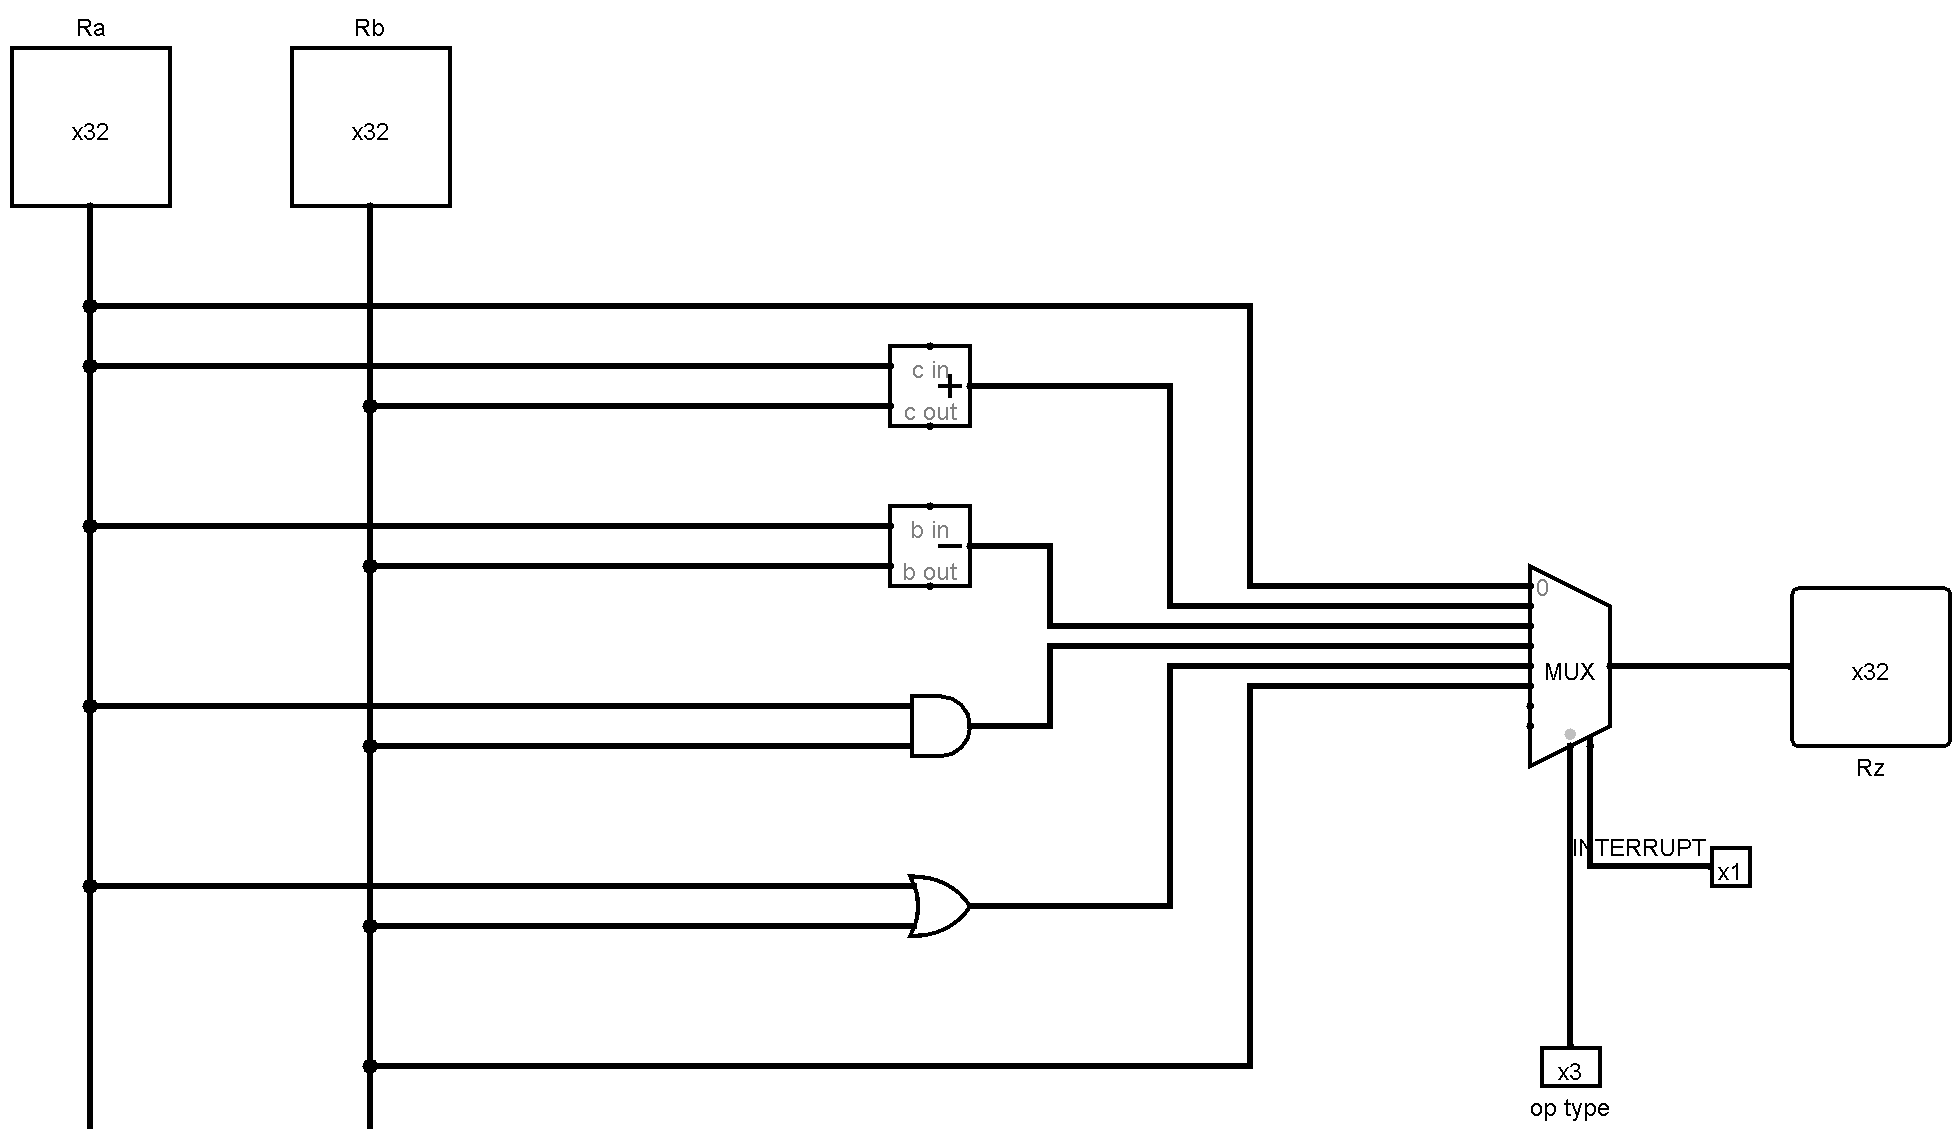 Ra
Rb
x32
x32
c in
+
c out
b in
−
b out
0
MUX
x32
Rz
INTERRUPT
x1
x3
op type